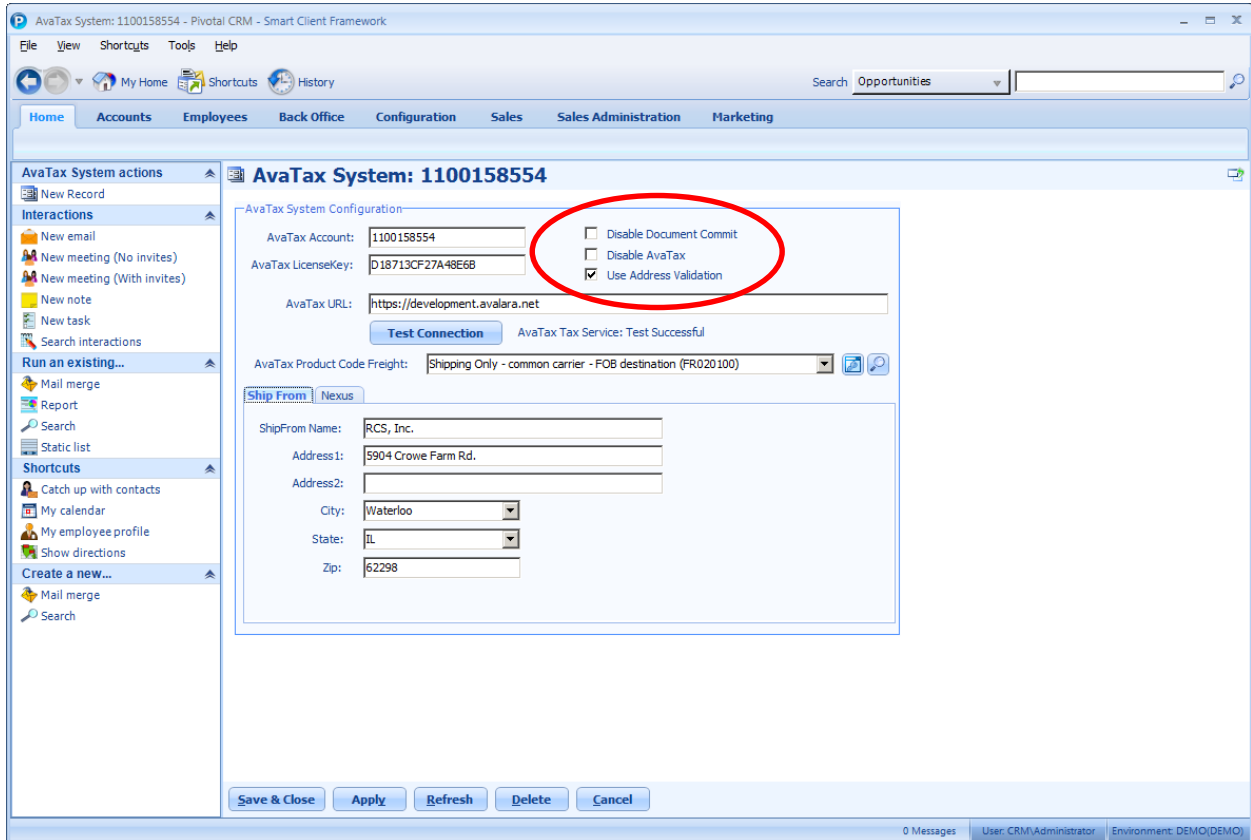 AvaTax System: 1100158554 - Pivotal CRM - Smart Client Framework
File View Shortcuts Tools Help
My Home Shortcuts History Search Opportunities
Home Accounts Employees Back Office Configuration Sales Sales Administration Marketing
AvaTax System actions
New Record
Interactions
New email
New meeting (No invites)
New meeting (With invites)
New note
New task
Search interactions
Run an existing...
Mail merge
Report
Search
Static list
Shortcuts
Catch up with contacts
My calendar
My employee profile
Show directions
Create a new...
Mail merge
Search
AvaTax System: 1100158554
AvaTax System Configuration
AvaTax Account: 1100158554
Disable Document Commit
Disable AvaTax
AvaTax LicenseKey: D18713CF27A48E6B
Use Address Validation
AvaTax URL: https://development.avalara.net
Test Connection AvaTax Tax Service: Test Successful
AvaTax Product Code Freight: Shipping Only - common carrier - FOB destination (FR020100)
Ship From Nexus
ShipFrom Name: RCS, Inc.
Address1: 5904 Crowe Farm Rd.
Address2:
City: Waterloo
State: IL
Zip: 62298
Save & Close Apply Refresh Delete Cancel
0 Messages User: CRM\Administrator Environment: DEMO(DEMO)